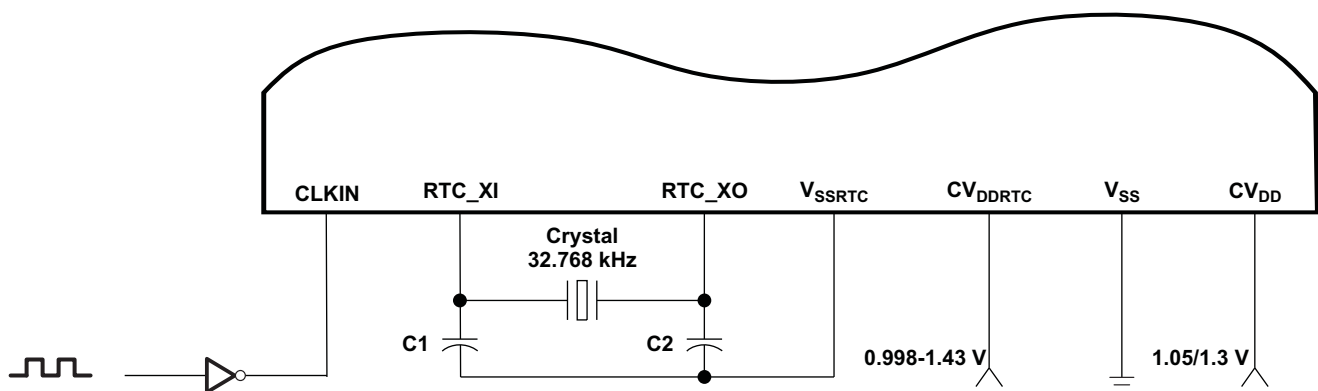 CLKIN
RTC_XI
RTC_XO
VSSRTC
CVDDRTC
VSS
CVDD
Crystal
32.768 kHz
C1
C2
0.998-1.43 V
1.05/1.3 V